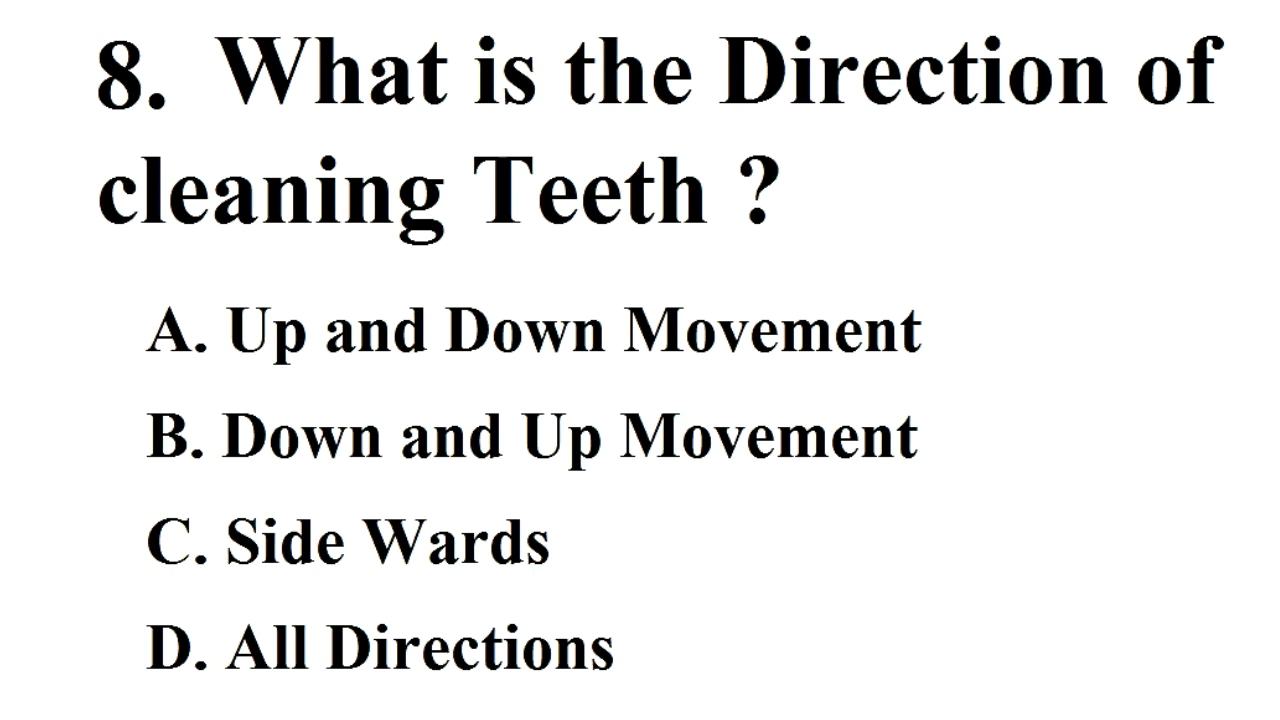 8. What is the Direction of
cleaning Teeth ?
A. Up and Down Movement
B. Down and Up Movement
C. Side Wards
D. All Directions